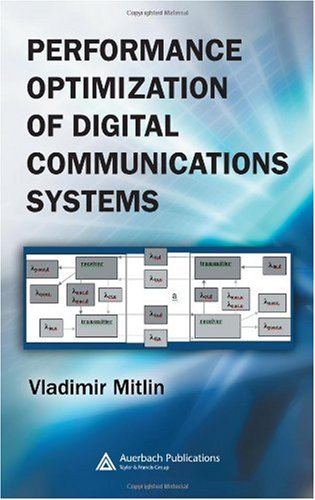 PERFORMANCE
OPTIMIZATION
OF DIGITAL
COMMUNICATIONS
SYSTEMS
receiver
transmitter
a
transmitter
receiver
Vladimir Mitlin
Auerbach Publications
Taylor & Francis Group